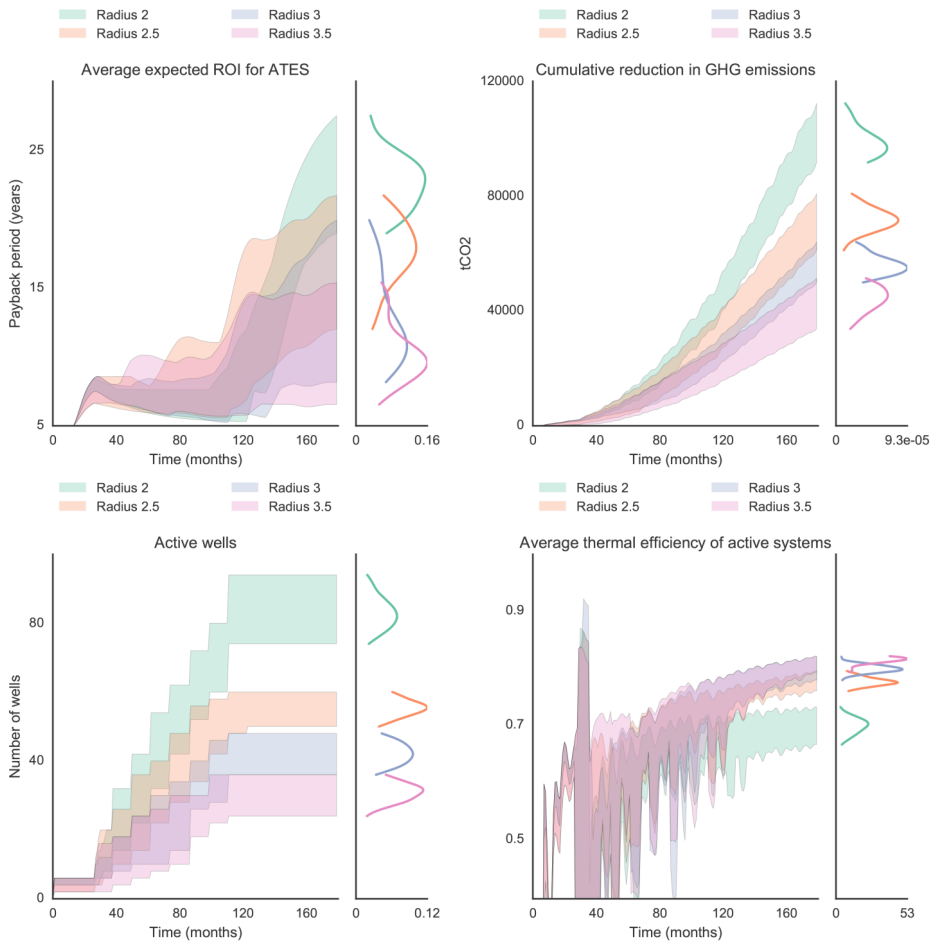 Radius 2 Radius 3
Radius 2.5 Radius 3.5
Average expected ROI for ATES
Payback period (years)
25
15
5
0 40 80 120 160
Time (months)
0 0.16
Radius 2 Radius 3
Radius 2.5 Radius 3.5
Cumulative reduction in GHG emissions
tCO2
120000
80000
40000
0
0 40 80 120 160
Time (months)
0 9.3e-05
Radius 2 Radius 3
Radius 2.5 Radius 3.5
Active wells
Number of wells
80
40
0
0 40 80 120 160
Time (months)
0 0.12
Radius 2 Radius 3
Radius 2.5 Radius 3.5
Average thermal efficiency of active systems
0.9
0.7
0.5
0 40 80 120 160
Time (months)
0 53